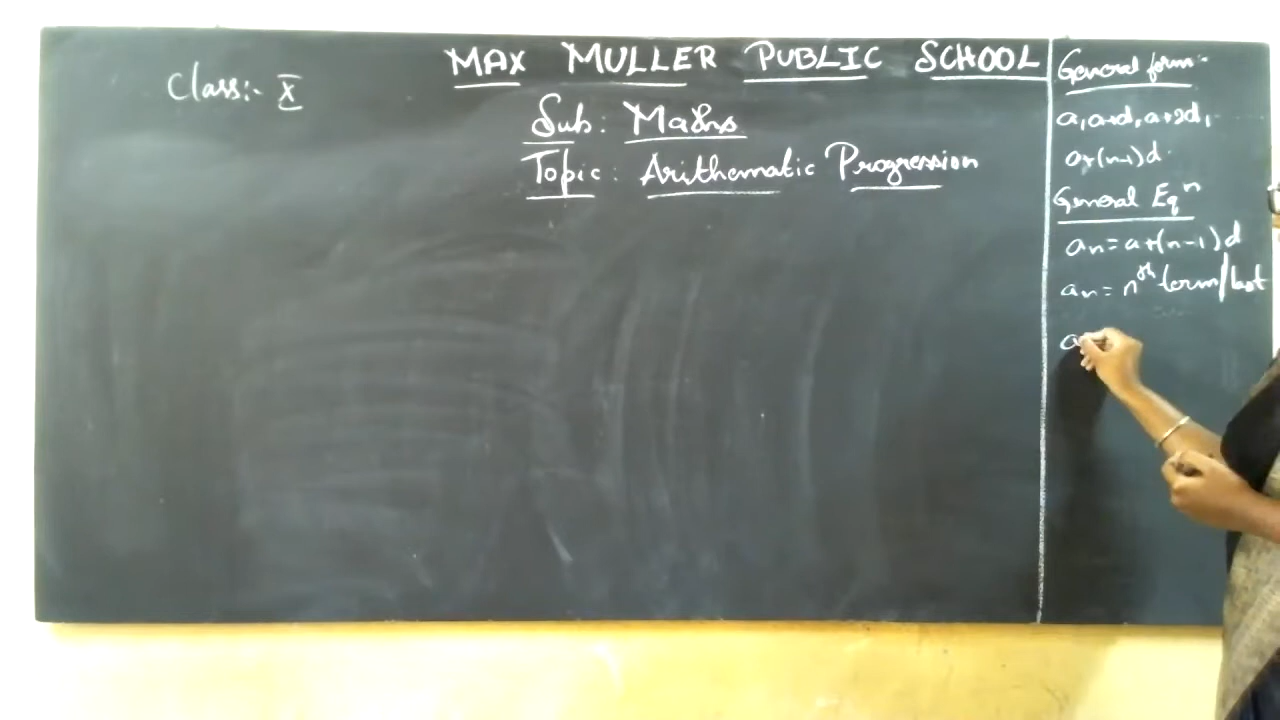 MAX MULLER PUBLIC SCHOOL
Class:- X
Sub: Maths
Topic: Arithematic Progression
General form:-
a, a+d, a+2d, ...
a+(n-1)d.
General Eqⁿ
aₙ = a+(n-1)d
aₙ = nᵗʰ term/last
a